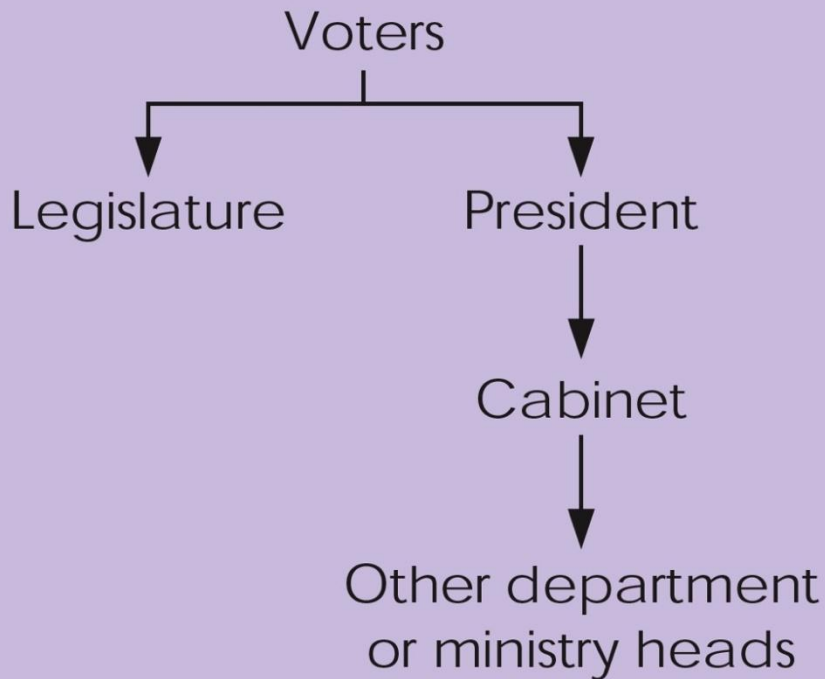 Voters
Legislature
President
Cabinet
Other department
or ministry heads